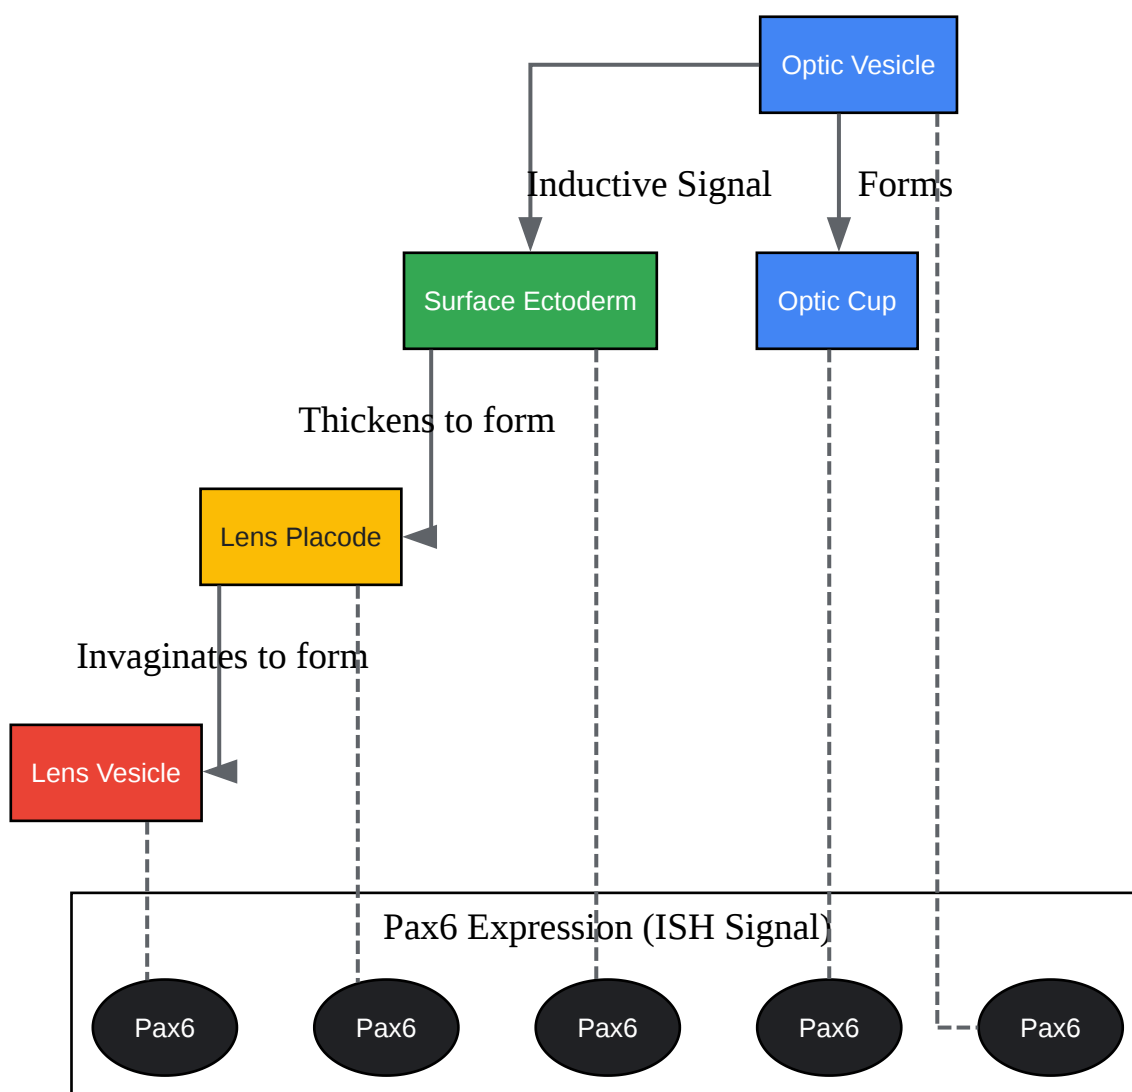 Optic Vesicle
Inductive Signal
Forms
Surface Ectoderm
Optic Cup
Thickens to form
Lens Placode
Invaginates to form
Lens Vesicle
Pax6 Expression (ISH Signal)
Pax6
Pax6
Pax6
Pax6
Pax6